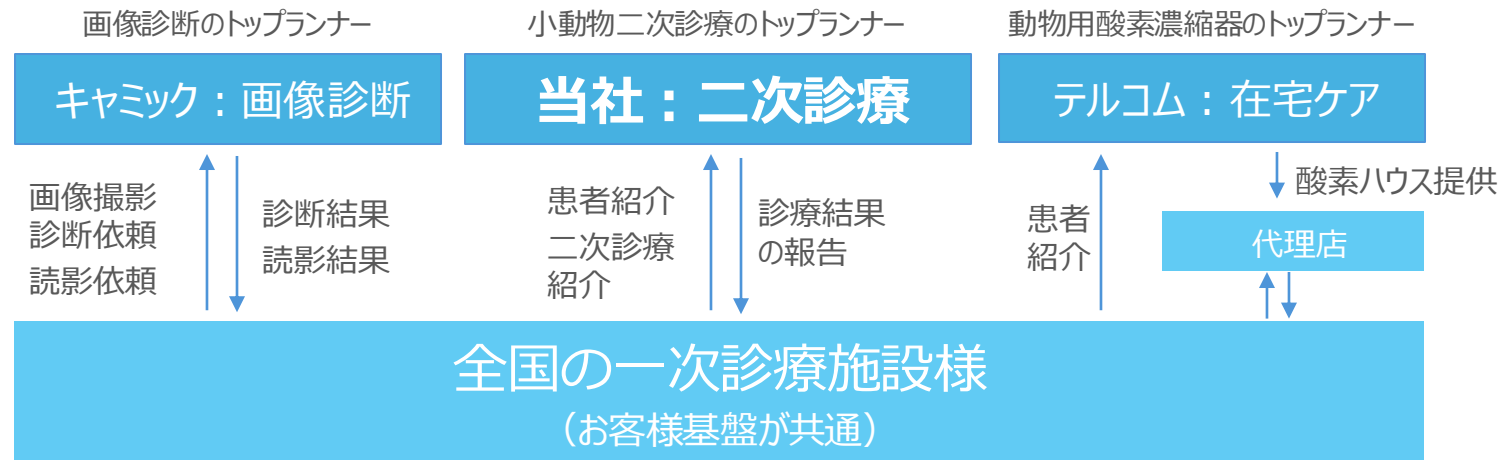 画像診断のトップランナー
小動物二次診療のトップランナー
動物用酸素濃縮器のトップランナー
キャミック：画像診断
当社：二次診療
テルコム：在宅ケア
画像撮影
診断依頼
読影依頼
診断結果
読影結果
患者紹介
二次診療
紹介
診療結果
の報告
患者
紹介
酸素ハウス提供
代理店
全国の一次診療施設様
（お客様基盤が共通）